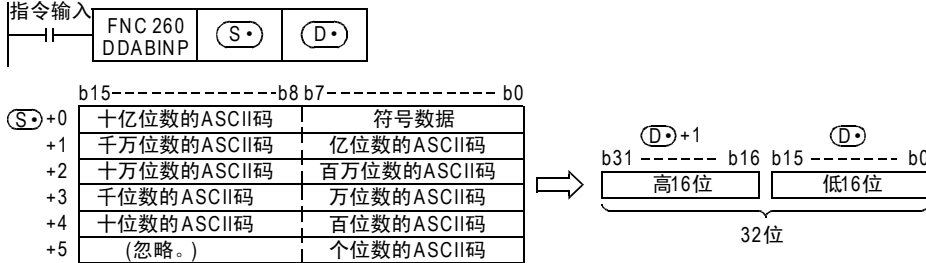 指令输入
FNC 260
DDABINP
S・
D・
b15---------------b8 b7-------------- b0
S・+0 十亿位数的ASCII码 符号数据
+1 千万位数的ASCII码 亿位数的ASCII码
+2 十万位数的ASCII码 百万位数的ASCII码
+3 千位数的ASCII码 万位数的ASCII码
+4 十位数的ASCII码 百位数的ASCII码
+5 (忽略。) 个位数的ASCII码
D・+1 D・
b31 ------- b16 b15 ------- b0
高16位 低16位
32位